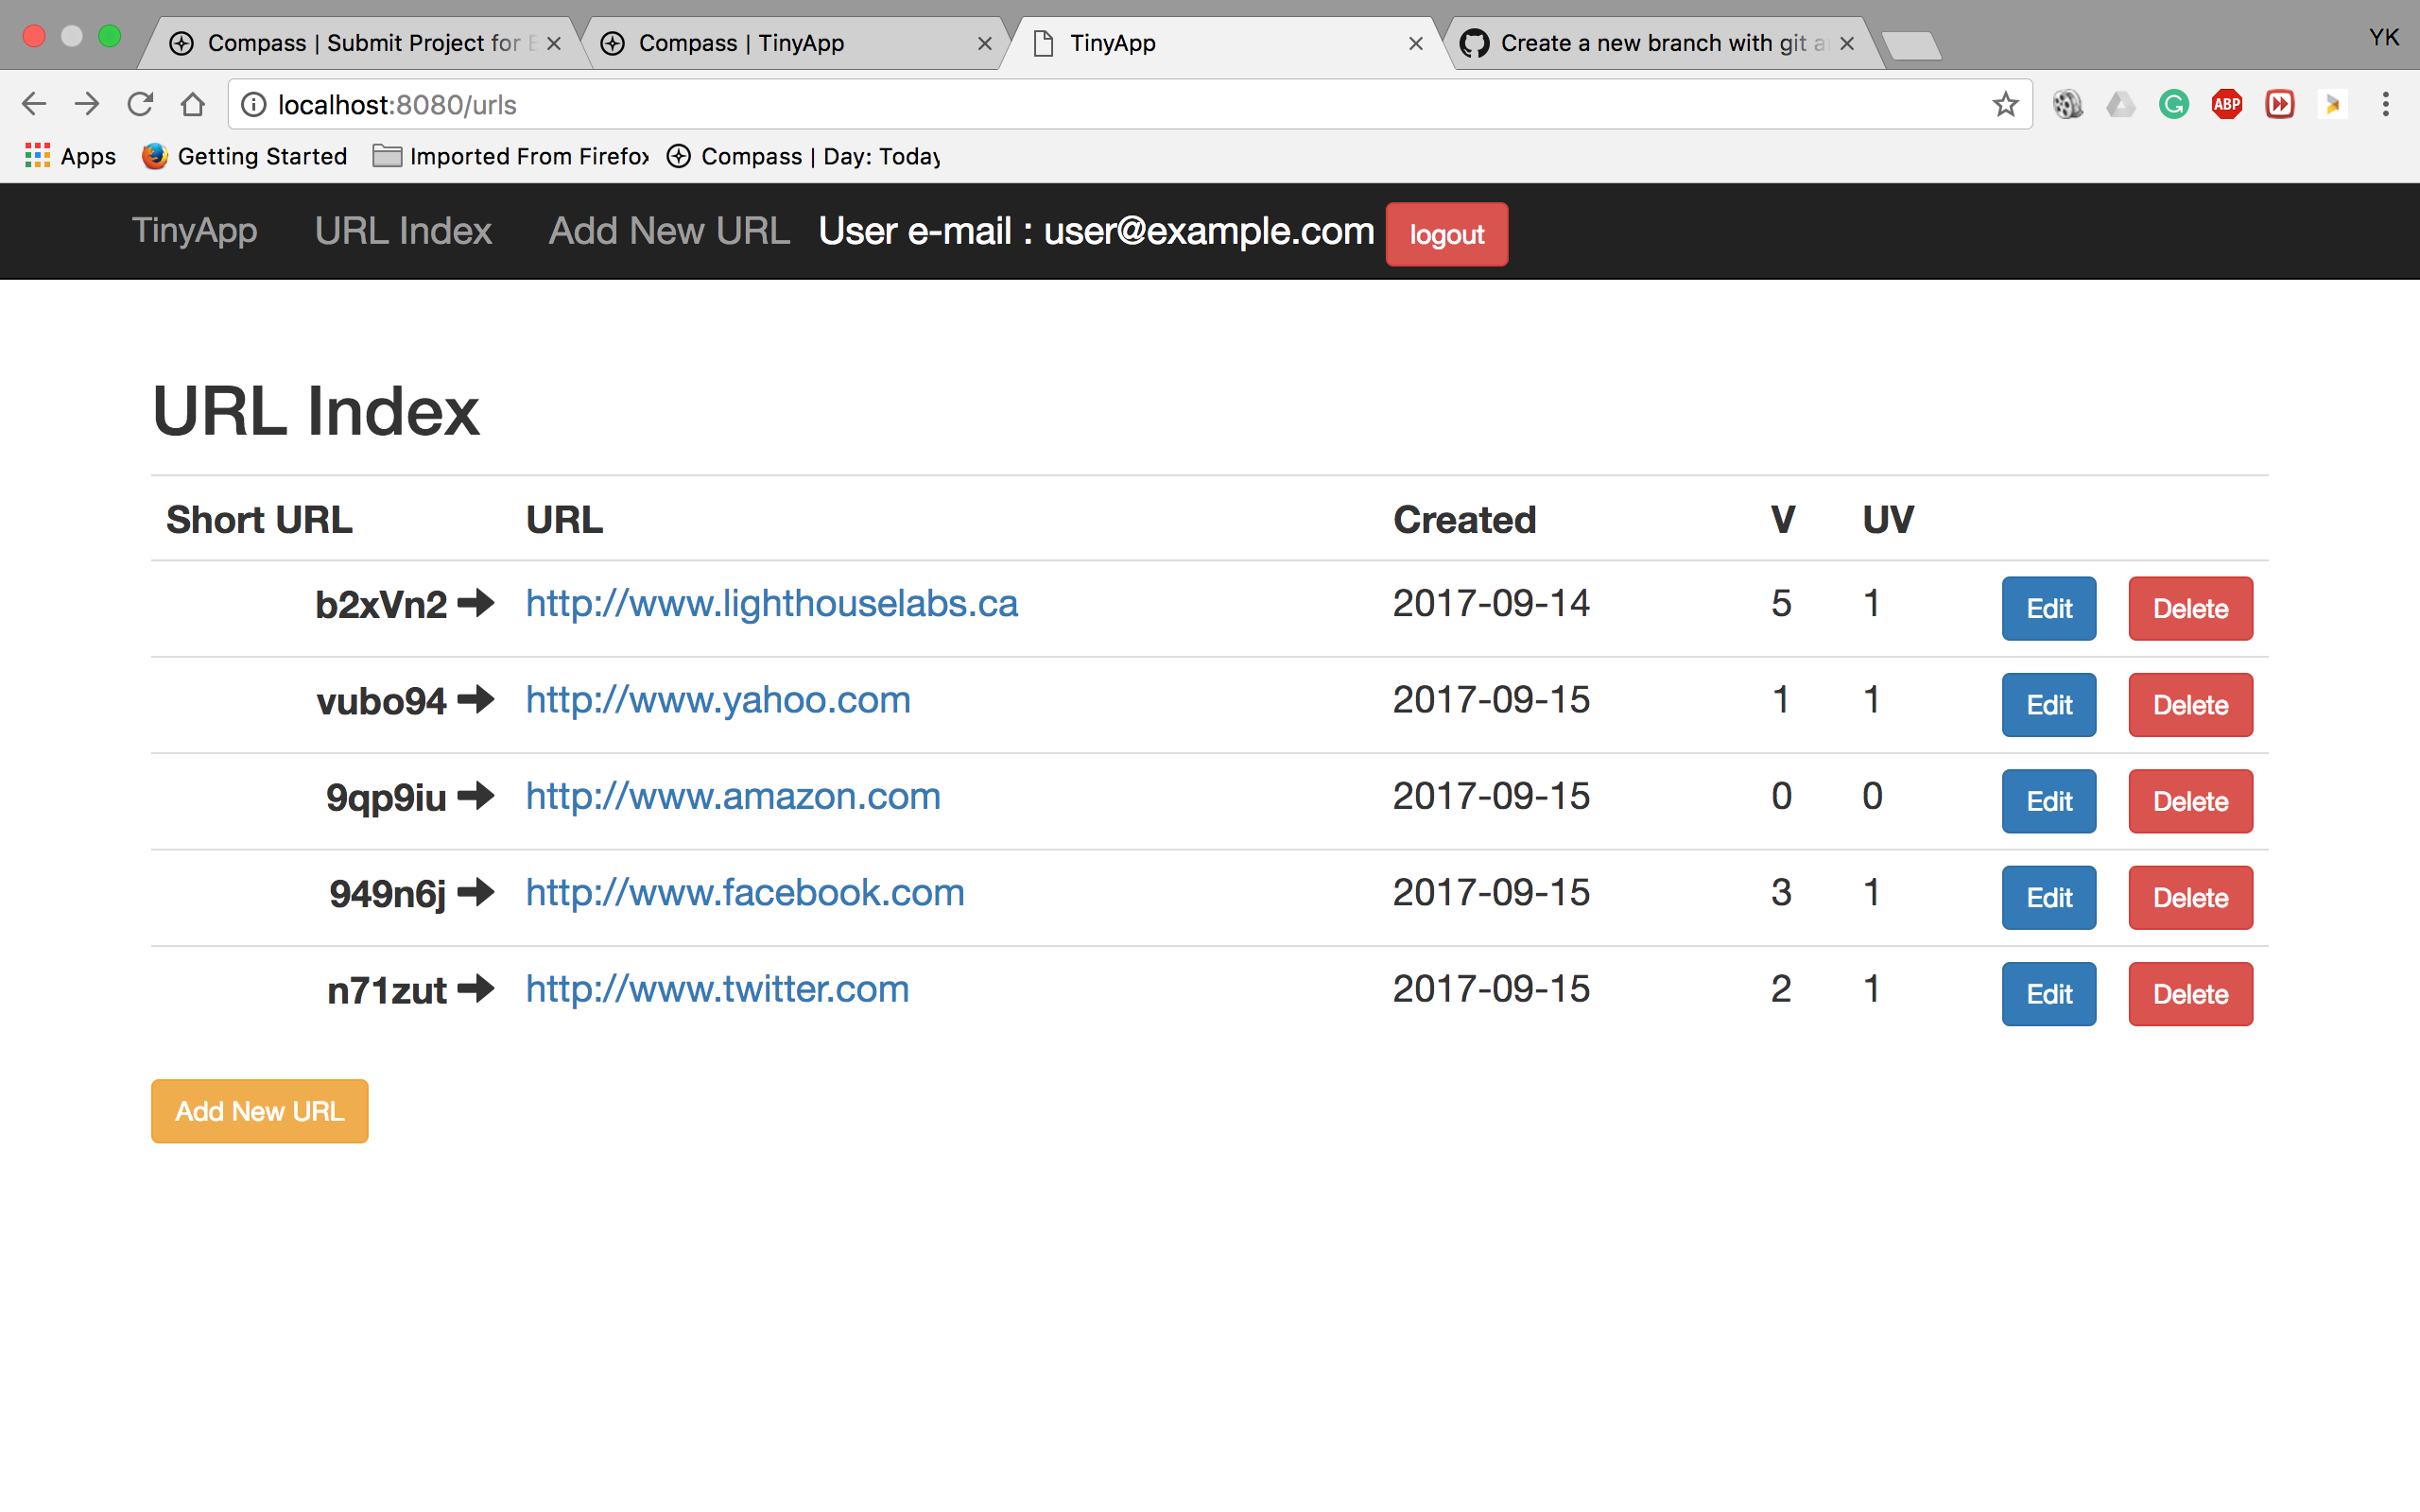 Compass | Submit Project for E
Compass | TinyApp
TinyApp
Create a new branch with git a
YK
localhost:8080/urls
ABP
Apps
Getting Started
Imported From Firefox
Compass | Day: Today
TinyApp URL Index Add New URL User e-mail : user@example.com logout
URL Index
Short URL URL Created V UV
b2xVn2 http://www.lighthouselabs.ca 2017-09-14 5 1 Edit Delete
vubo94 http://www.yahoo.com 2017-09-15 1 1 Edit Delete
9qp9iu http://www.amazon.com 2017-09-15 0 0 Edit Delete
949n6j http://www.facebook.com 2017-09-15 3 1 Edit Delete
n71zut http://www.twitter.com 2017-09-15 2 1 Edit Delete
Add New URL